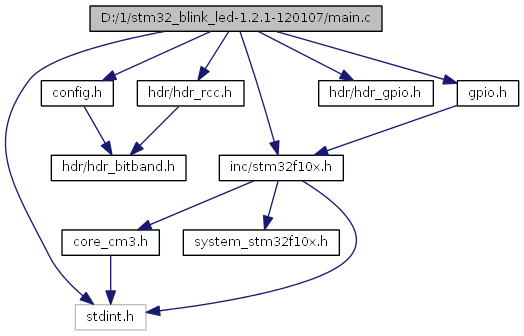 D:/1/stm32_blink_led-1.2.1-120107/main.c
config.h
hdr/hdr_rcc.h
hdr/hdr_gpio.h
gpio.h
hdr/hdr_bitband.h
inc/stm32f10x.h
core_cm3.h
system_stm32f10x.h
stdint.h